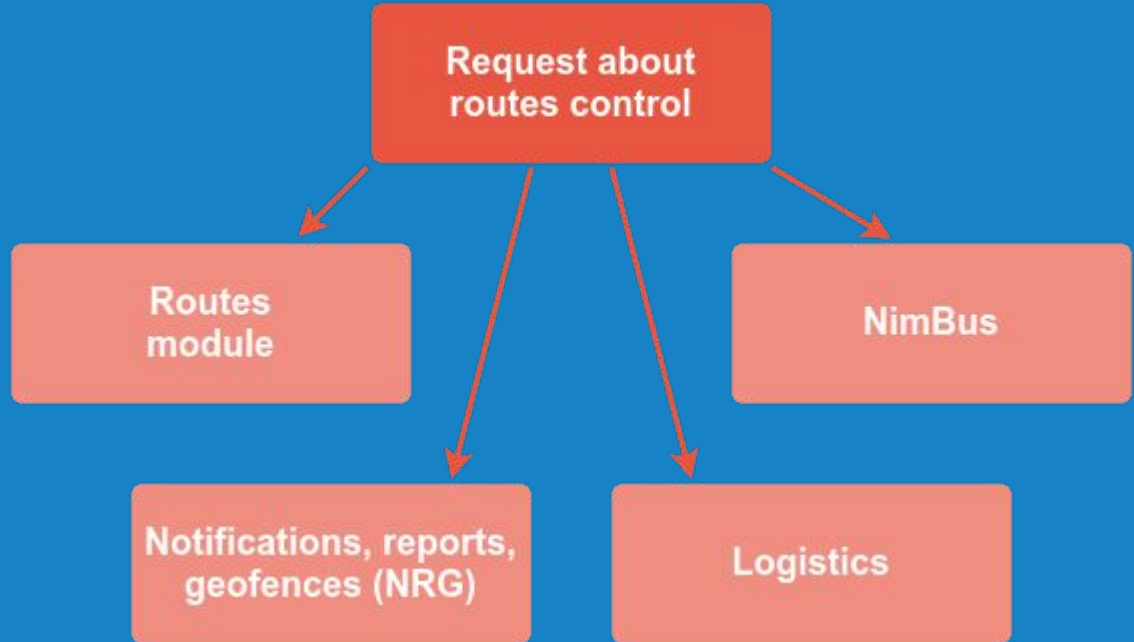 Request about
routes control
Routes
module
NimBus
Notifications, reports,
geofences (NRG)
Logistics